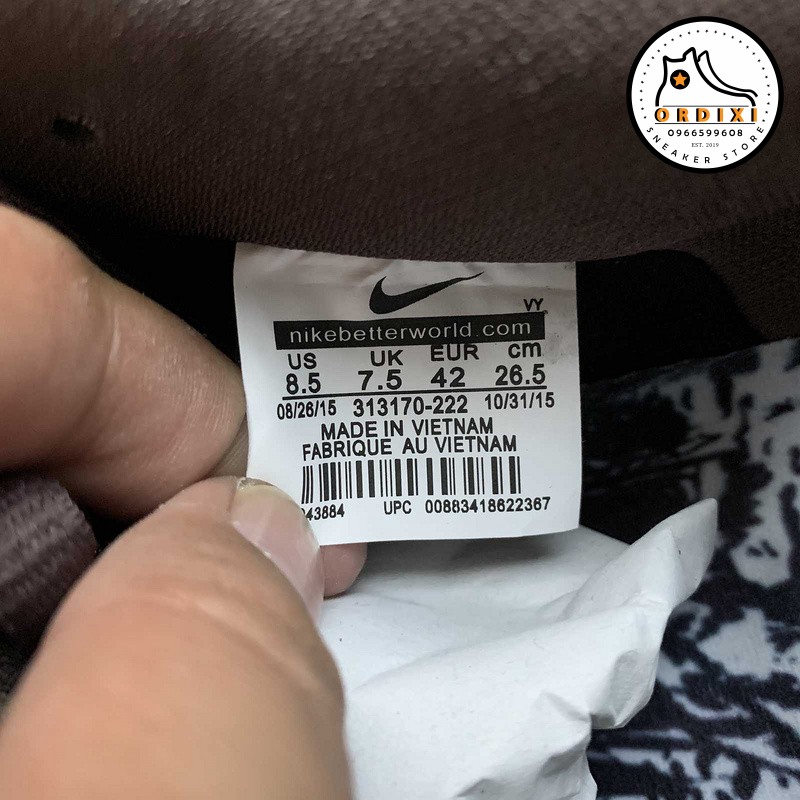 ORDIXI
0966599608
EST. 2019
SNEAKER STORE
VY
nikebetterworld.com
US UK EUR cm
8.5 7.5 42 26.5
08/26/15 313170-222 10/31/15
MADE IN VIETNAM
FABRIQUE AU VIETNAM
43884 UPC 00883418622367